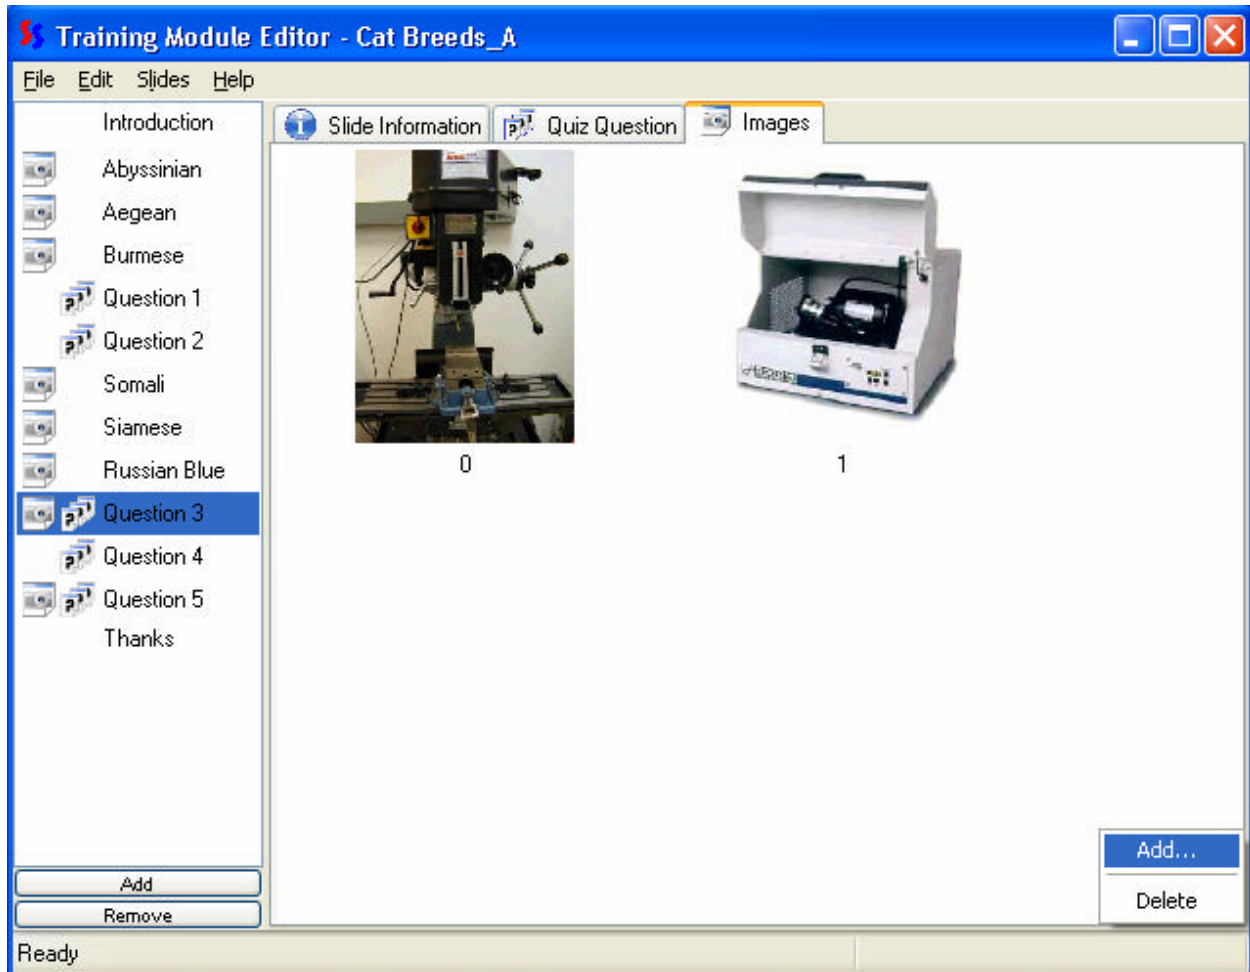 Training Module Editor - Cat Breeds_A
File Edit Slides Help
Introduction
Abyssinian
Aegean
Burmese
Question 1
Question 2
Somali
Siamese
Russian Blue
Question 3
Question 4
Question 5
Thanks
Add
Remove
Slide Information Quiz Question Images
0 1
Add...
Delete
Ready